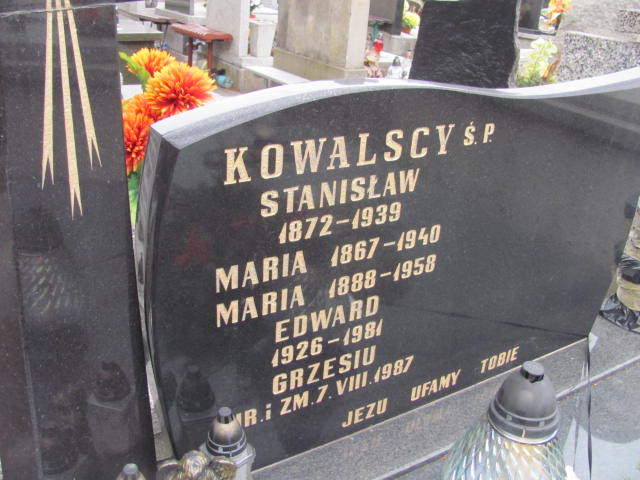 KOWALSCY Ś.P.
STANISŁAW
1872-1939
MARIA 1867-1940
MARIA 1888-1958
EDWARD
1926-1981
GRZESIU
UR. i ZM. 7. VIII. 1987
JEZU UFAMY TOBIE